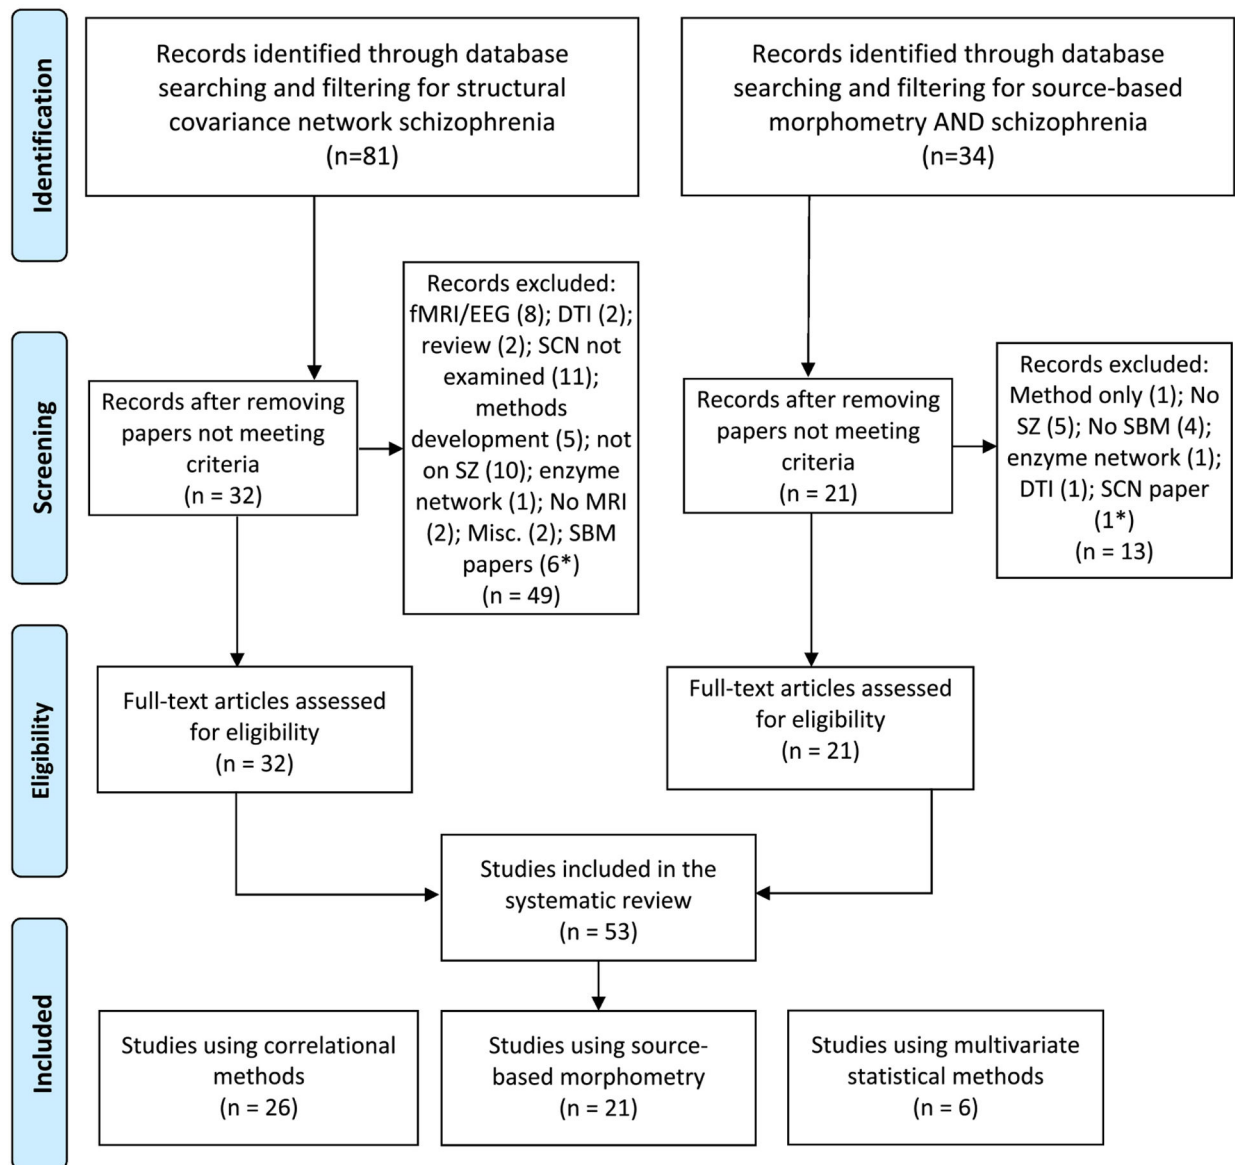 Identification
Records identified through database
searching and filtering for structural
covariance network schizophrenia
(n=81)
Records identified through database
searching and filtering for source-based
morphometry AND schizophrenia
(n=34)
Screening
Records after removing
papers not meeting
criteria
(n = 32)
Records excluded:
fMRI/EEG (8); DTI (2);
review (2); SCN not
examined (11);
methods
development (5); not
on SZ (10); enzyme
network (1); No MRI
(2); Misc. (2); SBM
papers (6*)
(n = 49)
Records after removing
papers not meeting
criteria
(n = 21)
Records excluded:
Method only (1); No
SZ (5); No SBM (4);
enzyme network (1);
DTI (1); SCN paper
(1*)
(n = 13)
Eligibility
Full-text articles assessed
for eligibility
(n = 32)
Full-text articles assessed
for eligibility
(n = 21)
Studies included in the
systematic review
(n = 53)
Included
Studies using correlational
methods
(n = 26)
Studies using source-
based morphometry
(n = 21)
Studies using multivariate
statistical methods
(n = 6)